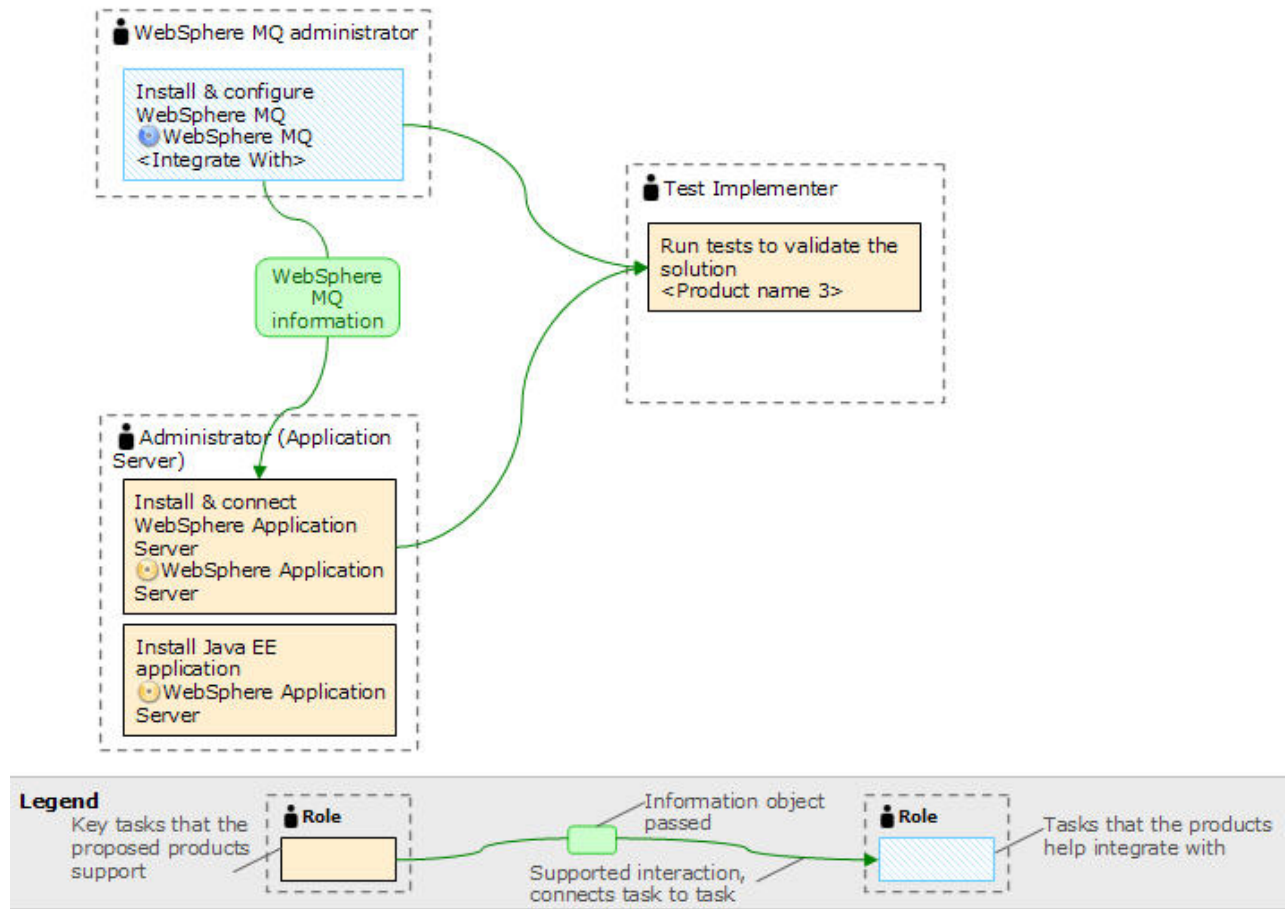 WebSphere MQ administrator
Install & configure
WebSphere MQ
WebSphere MQ
<Integrate With>
Test Implementer
Run tests to validate the
solution
<Product name 3>
WebSphere
MQ
information
Administrator (Application
Server)
Install & connect
WebSphere Application
Server
WebSphere Application
Server
Install Java EE
application
WebSphere Application
Server
Legend
Key tasks that the
proposed products
support
Role
Information object
passed
Supported interaction,
connects task to task
Role
Tasks that the products
help integrate with